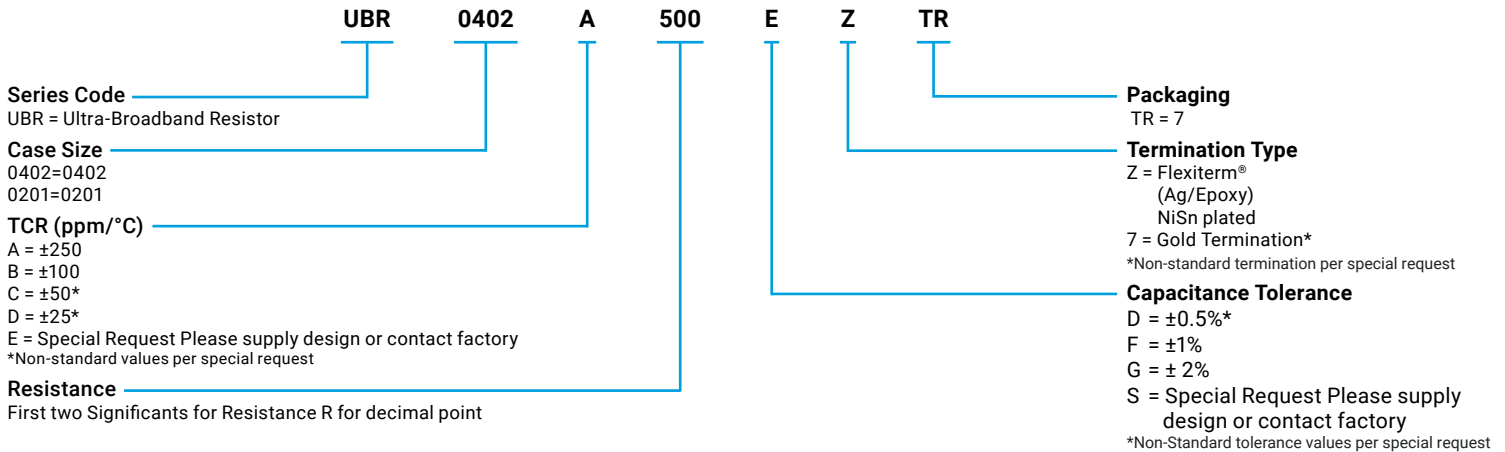 UBR 0402 A 500 E Z TR
Series Code
UBR = Ultra-Broadband Resistor
Case Size
0402=0402
0201=0201
TCR (ppm/°C)
A = ±250
B = ±100
C = ±50*
D = ±25*
E = Special Request Please supply design or contact factory
*Non-standard values per special request
Resistance
First two Significants for Resistance R for decimal point
Packaging
TR = 7
Termination Type
Z = Flexiterm®
(Ag/Epoxy)
NiSn plated
7 = Gold Termination*
*Non-standard termination per special request
Capacitance Tolerance
D = ±0.5%*
F = ±1%
G = ± 2%
S = Special Request Please supply
design or contact factory
*Non-Standard tolerance values per special request